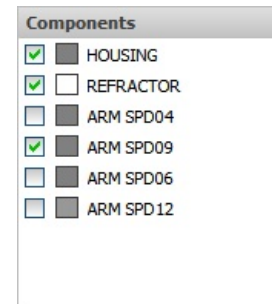 Components
HOUSING
REFRACTOR
ARM SPD04
ARM SPD09
ARM SPD06
ARM SPD12